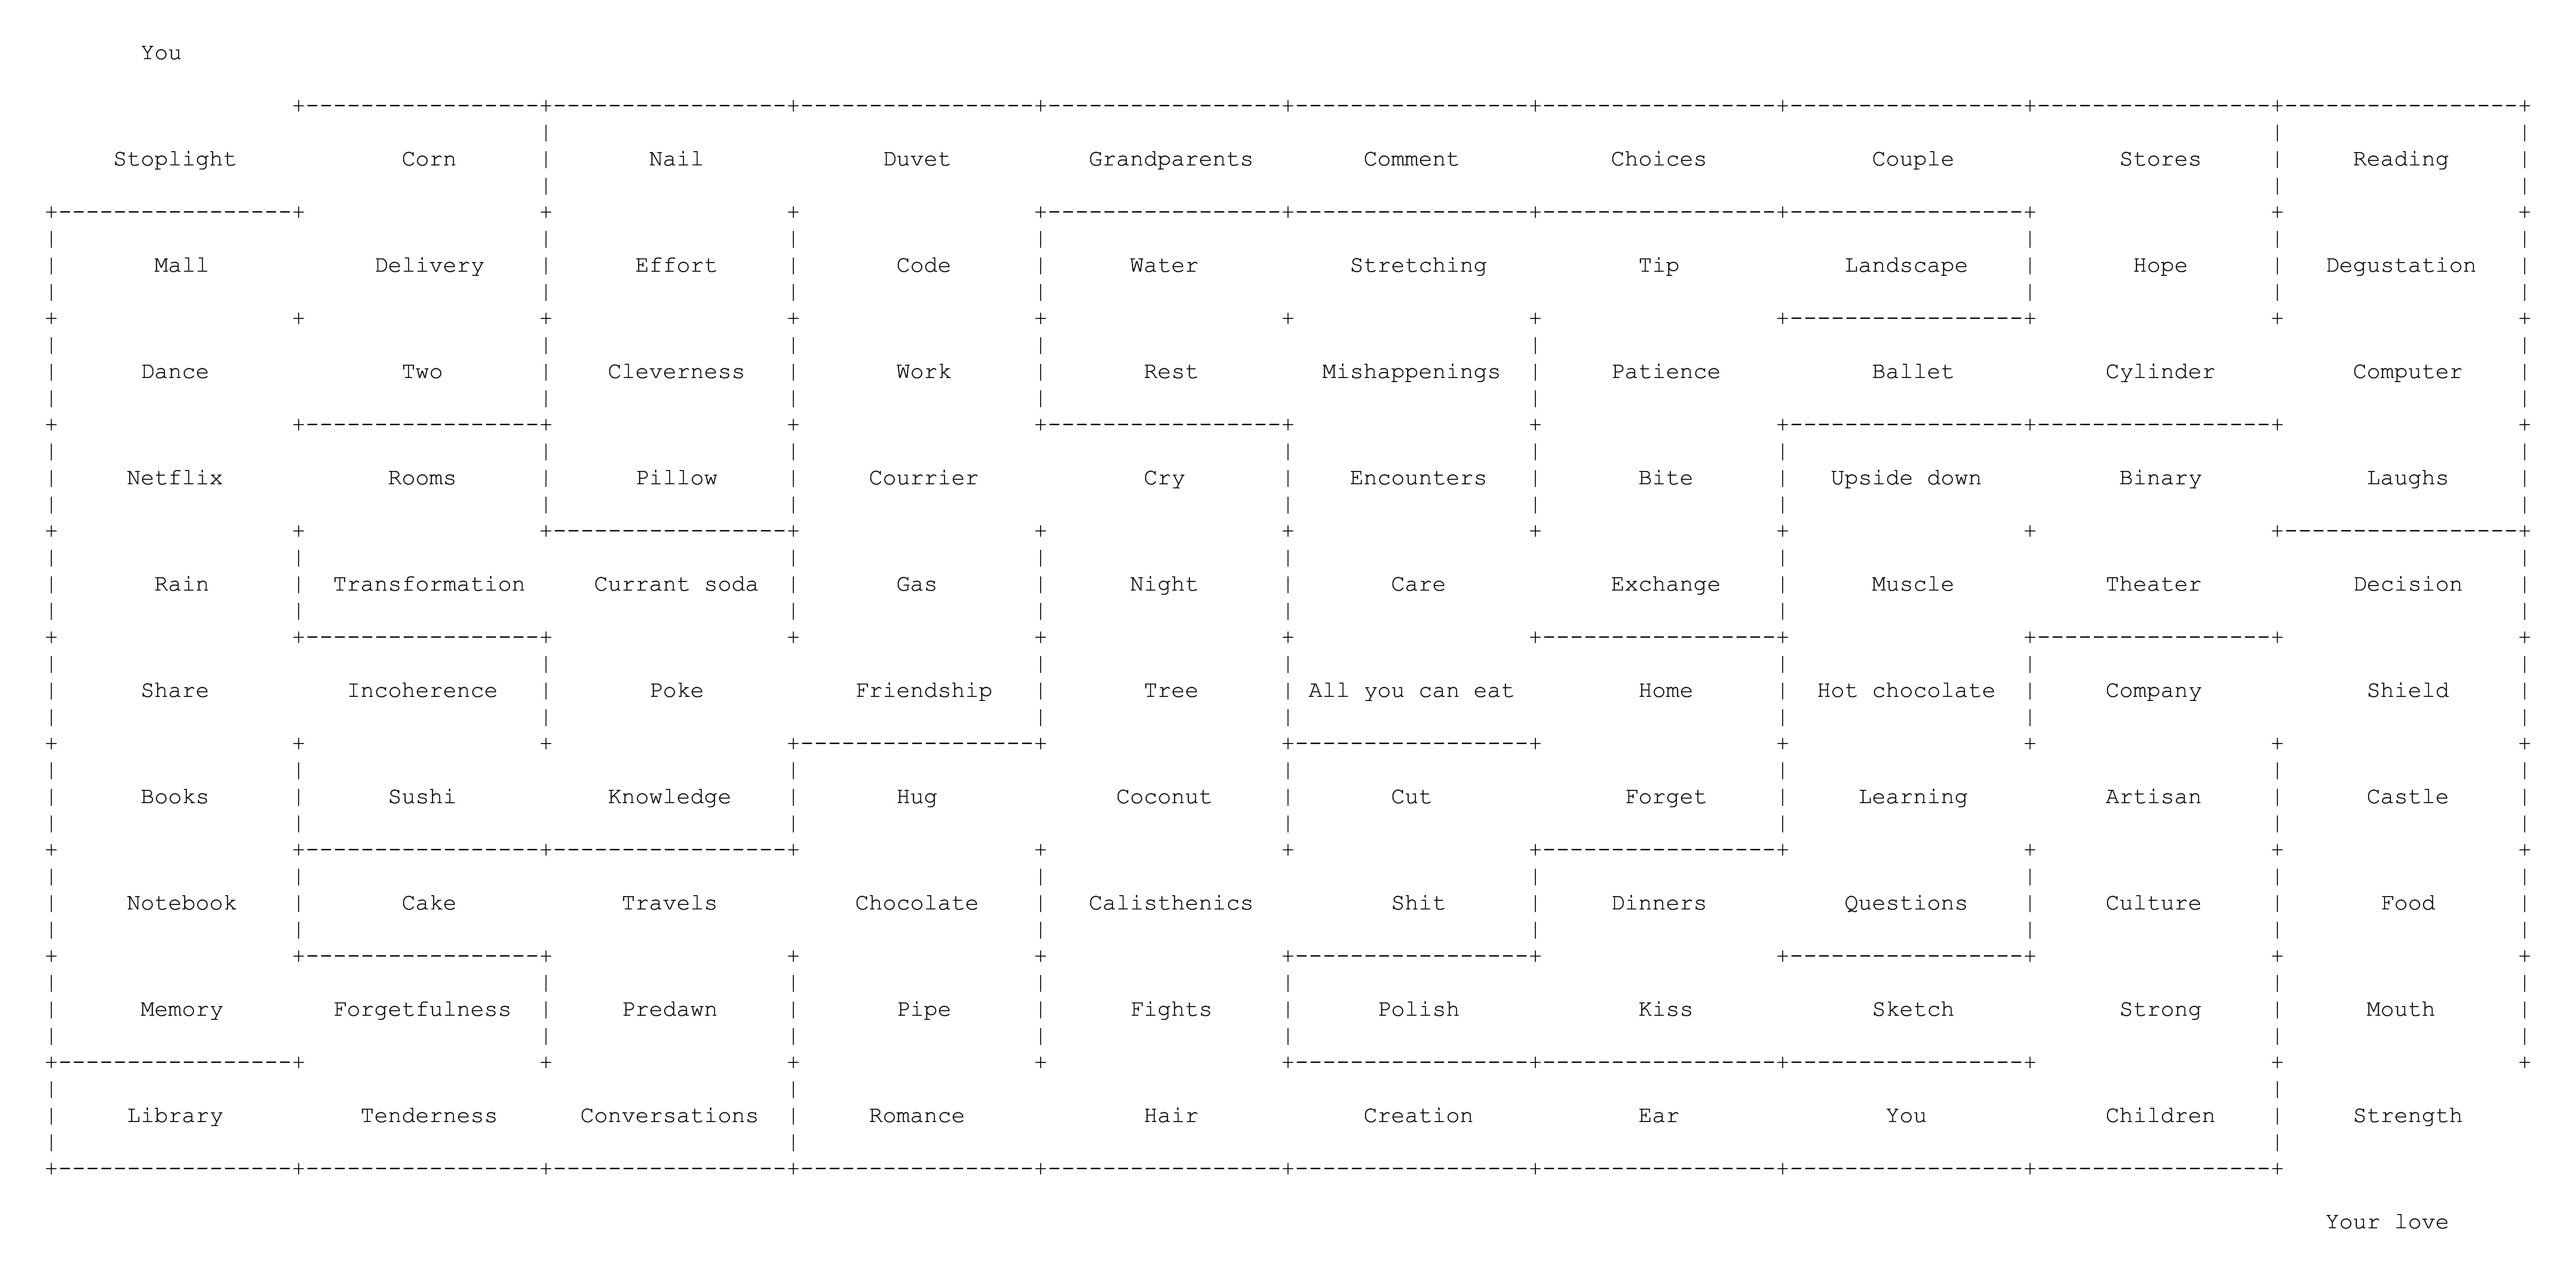 You
Stoplight Corn Nail Duvet Grandparents Comment Choices Couple Stores Reading
Mall Delivery Effort Code Water Stretching Tip Landscape Hope Degustation
Dance Two Cleverness Work Rest Mishappenings Patience Ballet Cylinder Computer
Netflix Rooms Pillow Courrier Cry Encounters Bite Upside down Binary Laughs
Rain Transformation Currant soda Gas Night Care Exchange Muscle Theater Decision
Share Incoherence Poke Friendship Tree All you can eat Home Hot chocolate Company Shield
Books Sushi Knowledge Hug Coconut Cut Forget Learning Artisan Castle
Notebook Cake Travels Chocolate Calisthenics Shit Dinners Questions Culture Food
Memory Forgetfulness Predawn Pipe Fights Polish Kiss Sketch Strong Mouth
Library Tenderness Conversations Romance Hair Creation Ear You Children Strength
Your love